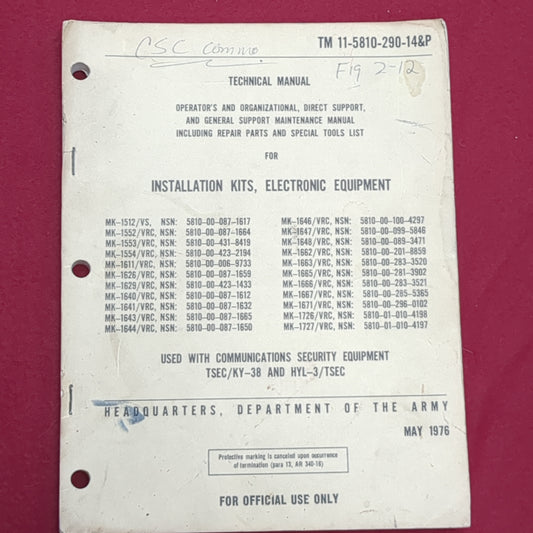 CSC Commo
TM 11-5810-290-14&P
Fig 2-12
TECHNICAL MANUAL
OPERATOR'S AND ORGANIZATIONAL, DIRECT SUPPORT,
AND GENERAL SUPPORT MAINTENANCE MANUAL
INCLUDING REPAIR PARTS AND SPECIAL TOOLS LIST
FOR
INSTALLATION KITS, ELECTRONIC EQUIPMENT
MK-1512/VS, NSN: 5810-00-087-1617
MK-1552/VRC, NSN: 5810-00-087-1664
MK-1553/VRC, NSN: 5810-00-431-8419
MK-1554/VRC, NSN: 5810-00-423-2194
MK-1611/VRC, NSN: 5810-00-006-9733
MK-1626/VRC, NSN: 5810-00-087-1659
MK-1629/VRC, NSN: 5810-00-423-1433
MK-1640/VRC, NSN: 5810-00-087-1612
MK-1641/VRC, NSN: 5810-00-087-1632
MK-1643/VRC, NSN: 5810-00-087-1665
MK-1644/VRC, NSN: 5810-00-087-1650
MK-1646/VRC, NSN: 5810-00-100-4297
MK-1647/VRC, NSN: 5810-00-099-5846
MK-1648/VRC, NSN: 5810-00-089-3471
MK-1662/VRC, NSN: 5810-00-201-8859
MK-1663/VRC, NSN: 5810-00-283-3520
MK-1665/VRC, NSN: 5810-00-281-3902
MK-1666/VRC, NSN: 5810-00-283-3521
MK-1667/VRC, NSN: 5810-00-285-5365
MK-1671/VRC, NSN: 5810-00-296-0102
MK-1726/VRC, NSN: 5810-01-010-4198
MK-1727/VRC, NSN: 5810-01-010-4197
USED WITH COMMUNICATIONS SECURITY EQUIPMENT
TSEC/KY-38 AND HYL-3/TSEC
HEADQUARTERS, DEPARTMENT OF THE ARMY
MAY 1976
Protective marking is canceled upon occurrence
of termination (para 13, AR 340-16)
FOR OFFICIAL USE ONLY